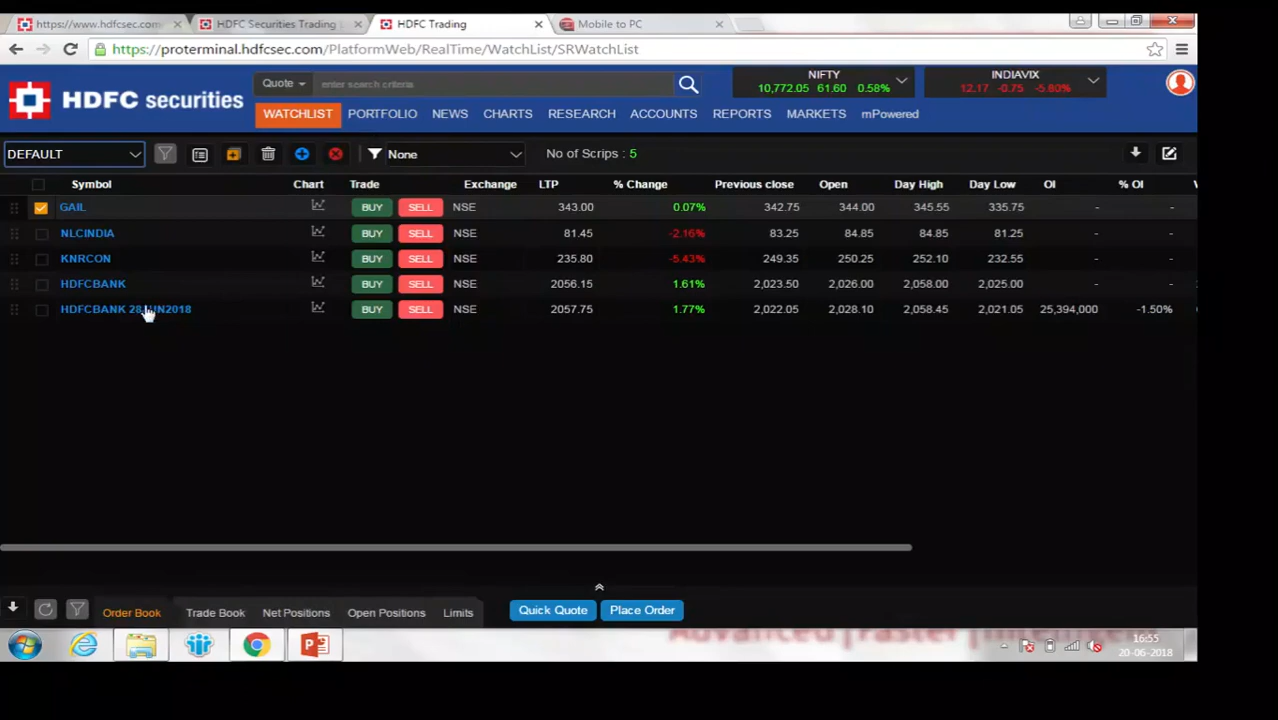 https://www.hdfcsec.com HDFC Securities Trading HDFC Trading Mobile to PC
https://proterminal.hdfcsec.com/PlatformWeb/RealTime/WatchList/SRWatchList
HDFC securities Quote enter search criteria NIFTY 10,772.05 61.60 0.58% INDIAVIX 12.17 -0.75 -5.80%
WATCHLIST PORTFOLIO NEWS CHARTS RESEARCH ACCOUNTS REPORTS MARKETS mPowered
DEFAULT None No of Scrips : 5
Symbol Chart Trade Exchange LTP % Change Previous close Open Day High Day Low OI % OI V
GAIL BUY SELL NSE 343.00 0.07% 342.75 344.00 345.55 335.75 - -
NLCINDIA BUY SELL NSE 81.45 -2.16% 83.25 84.85 84.85 81.25 - -
KNRCON BUY SELL NSE 235.80 -5.43% 249.35 250.25 252.10 232.55 - -
HDFCBANK BUY SELL NSE 2056.15 1.61% 2,023.50 2,026.00 2,058.00 2,025.00 - -
HDFCBANK 28JUN2018 BUY SELL NSE 2057.75 1.77% 2,022.05 2,028.10 2,058.45 2,021.05 25,394,000 -1.50%
Order Book Trade Book Net Positions Open Positions Limits Quick Quote Place Order
Advanced | Faster |
16:55
20-06-2018